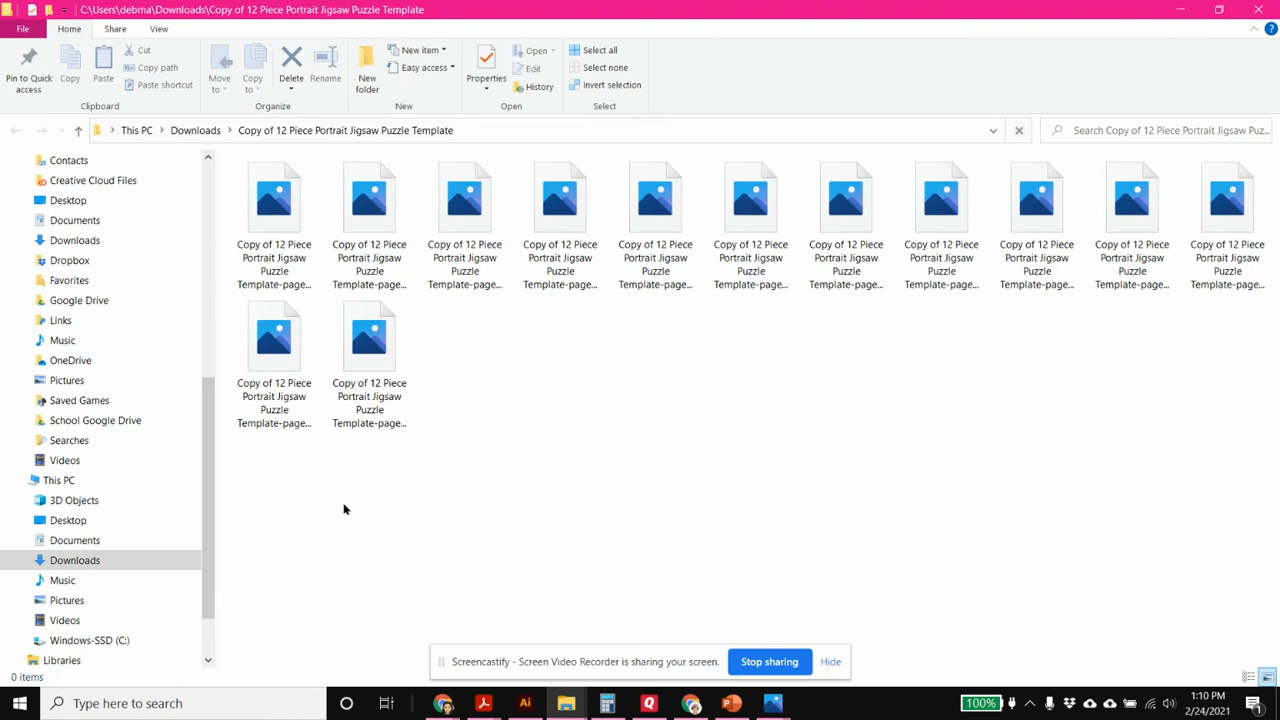 C:\Users\debma\Downloads\Copy of 12 Piece Portrait Jigsaw Puzzle Template
File Home Share View
Pin to Quick access
Copy
Paste
Cut
Copy path
Paste shortcut
Clipboard
Move to
Copy to
Delete
Rename
Organize
New folder
New item
Easy access
New
Properties
Open
Edit
History
Open
Select all
Select none
Invert selection
Select
This PC > Downloads > Copy of 12 Piece Portrait Jigsaw Puzzle Template
Search Copy of 12 Piece Portrait Jigsaw Puz...
Contacts
Creative Cloud Files
Desktop
Documents
Downloads
Dropbox
Favorites
Google Drive
Links
Music
OneDrive
Pictures
Saved Games
School Google Drive
Searches
Videos
This PC
3D Objects
Desktop
Documents
Downloads
Music
Pictures
Videos
Windows-SSD (C:)
Libraries
Copy of 12 Piece Portrait Jigsaw Puzzle Template-page...
Copy of 12 Piece Portrait Jigsaw Puzzle Template-page...
Copy of 12 Piece Portrait Jigsaw Puzzle Template-page...
Copy of 12 Piece Portrait Jigsaw Puzzle Template-page...
Copy of 12 Piece Portrait Jigsaw Puzzle Template-page...
Copy of 12 Piece Portrait Jigsaw Puzzle Template-page...
Copy of 12 Piece Portrait Jigsaw Puzzle Template-page...
Copy of 12 Piece Portrait Jigsaw Puzzle Template-page...
Copy of 12 Piece Portrait Jigsaw Puzzle Template-page...
Copy of 12 Piece Portrait Jigsaw Puzzle Template-page...
Copy of 12 Piece Portrait Jigsaw Puzzle Template-page...
Copy of 12 Piece Portrait Jigsaw Puzzle Template-page...
Copy of 12 Piece Portrait Jigsaw Puzzle Template-page...
Screencastify - Screen Video Recorder is sharing your screen. Stop sharing Hide
0 items
Type here to search
Ai
100%
1:10 PM
2/24/2021
1